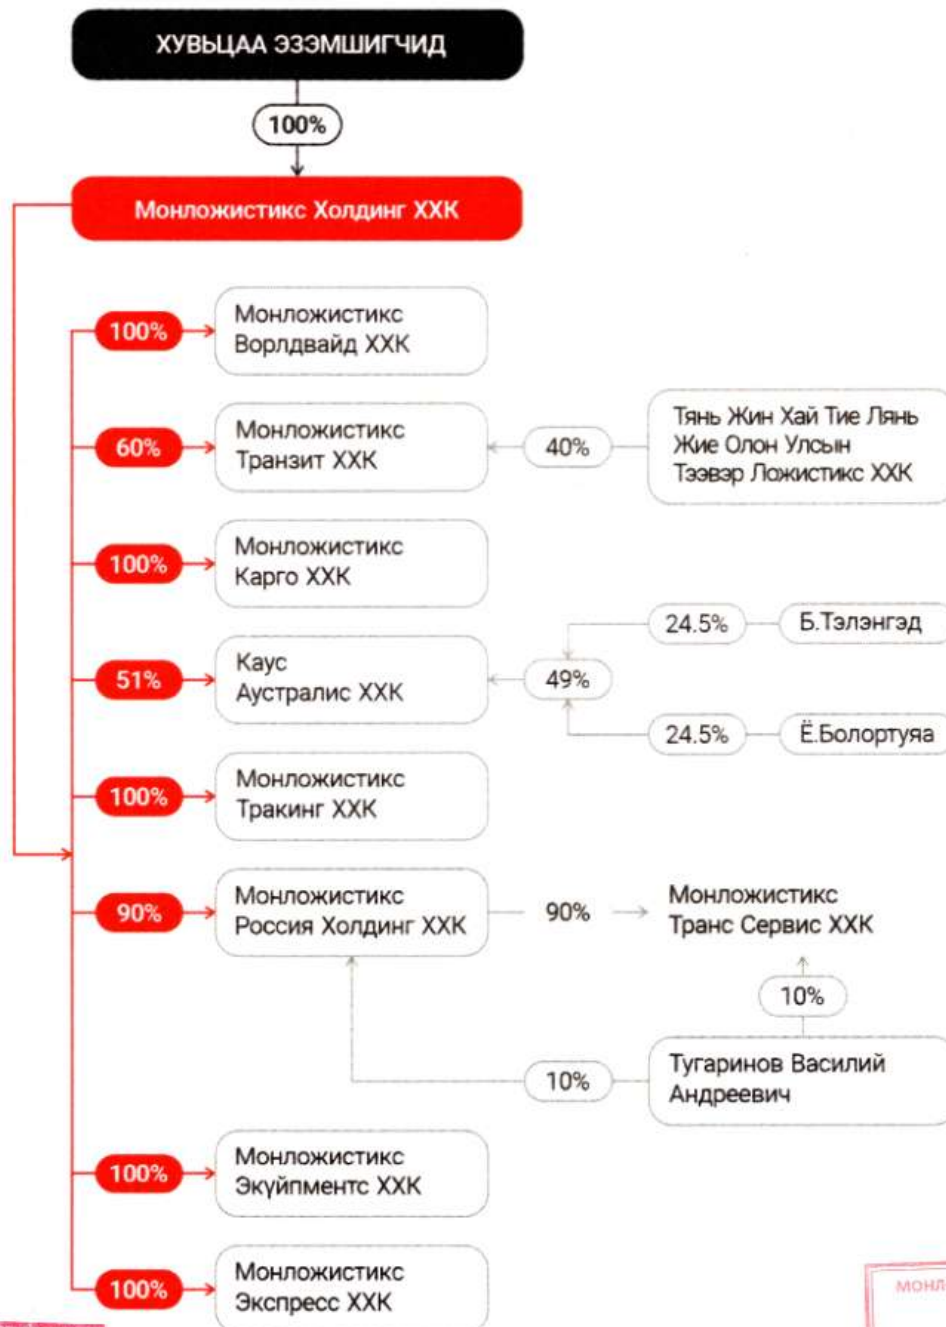 ХУВЬЦАА ЭЗЭМШИГЧИД
100%
Монложистикс Холдинг ХХК
100%
Монложистикс
Ворлдвайд ХХК
60%
Монложистикс
Транзит ХХК
40%
Тянь Жин Хай Тие Лянь
Жие Олон Улсын
Тээвэр Ложистикс ХХК
100%
Монложистикс
Карго ХХК
51%
Каус
Аустралис ХХК
49%
24.5%
Б.Тэлэнгэд
24.5%
Ё.Болортуяа
100%
Монложистикс
Тракинг ХХК
90%
Монложистикс
Россия Холдинг ХХК
90%
Монложистикс
Транс Сервис ХХК
10%
10%
Тугаринов Василий
Андреевич
100%
Монложистикс
Экүйпментс ХХК
100%
Монложистикс
Экспресс ХХК